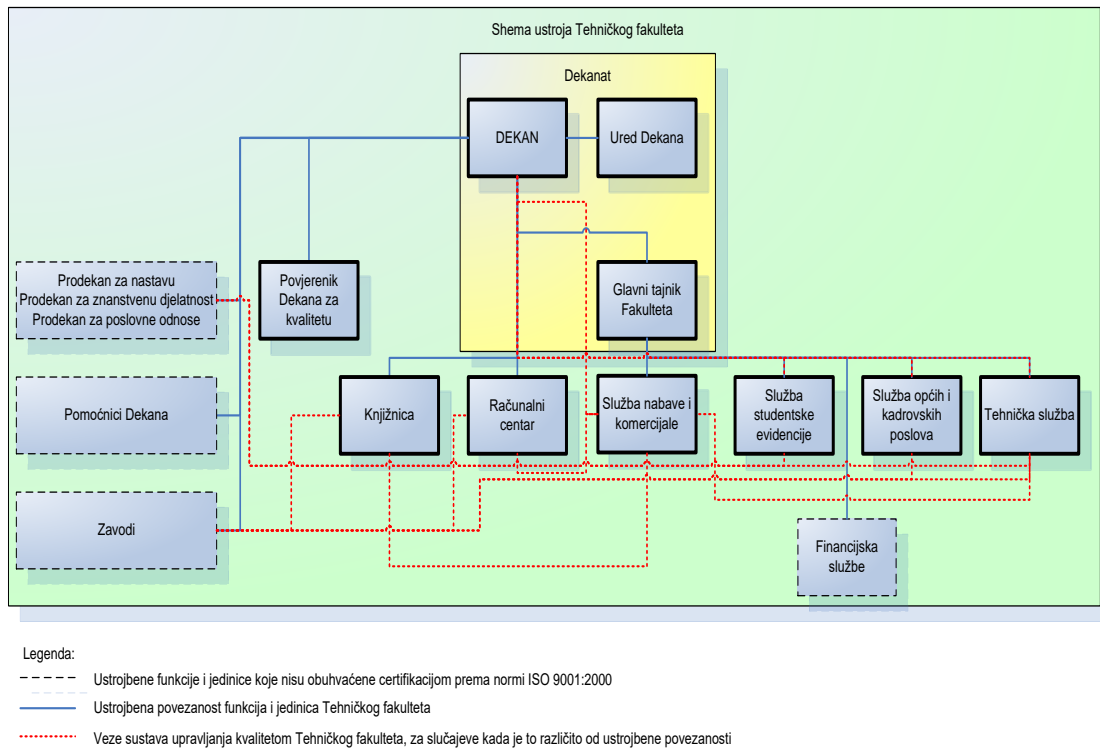 Shema ustroja Tehničkog fakulteta
Dekanat
DEKAN
Ured Dekana
Prodekan za nastavu
Prodekan za znanstvenu djelatnost
Prodekan za poslovne odnose
Povjerenik
Dekana za
kvalitetu
Glavni tajnik
Fakulteta
Pomoćnici Dekana
Knjižnica
Računalni
centar
Služba nabave i
komercijale
Služba
studentske
evidencije
Služba općih i
kadrovskih
poslova
Tehnička služba
Zavodi
Financijska
službe
Legenda:
Ustrojbene funkcije i jedinice koje nisu obuhvaćene certifikacijom prema normi ISO 9001:2000
Ustrojbena povezanost funkcija i jedinica Tehničkog fakulteta
Veze sustava upravljanja kvalitetom Tehničkog fakulteta, za slučajeve kada je to različito od ustrojbene povezanosti